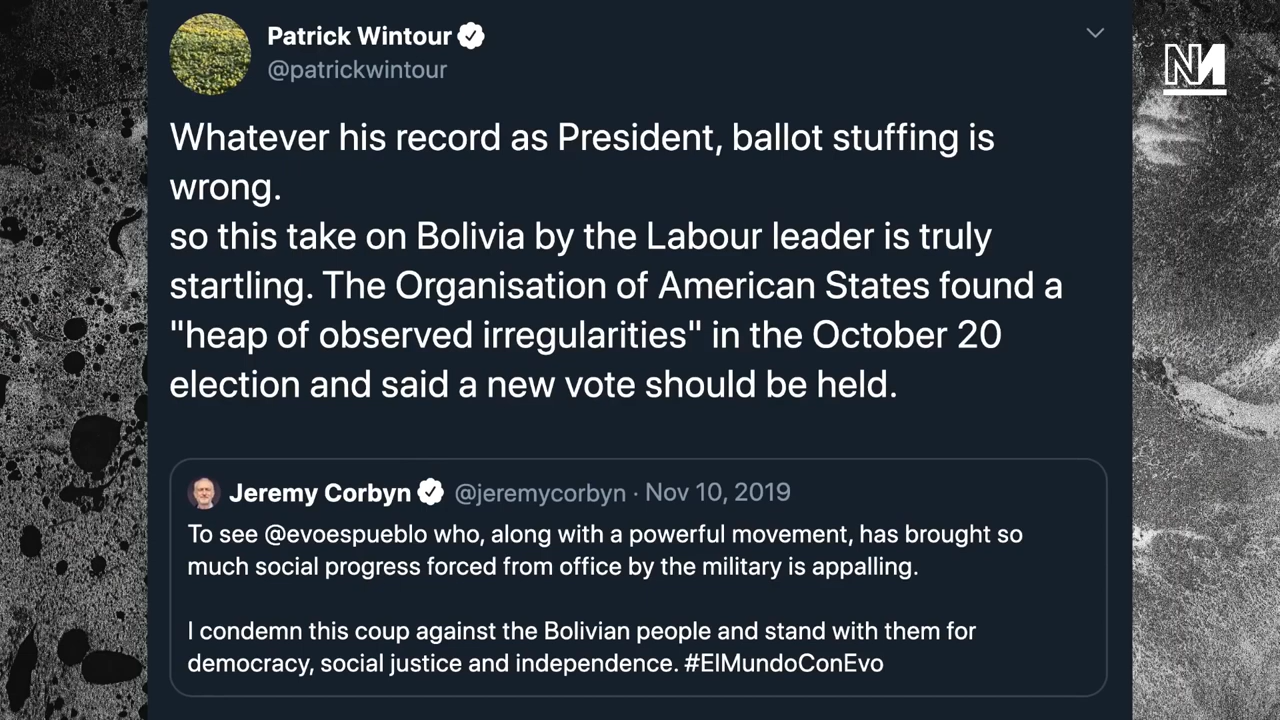 Patrick Wintour
@patrickwintour
NM
Whatever his record as President, ballot stuffing is
wrong.
so this take on Bolivia by the Labour leader is truly
startling. The Organisation of American States found a
"heap of observed irregularities" in the October 20
election and said a new vote should be held.
Jeremy Corbyn @jeremycorbyn · Nov 10, 2019
To see @evoespueblo who, along with a powerful movement, has brought so
much social progress forced from office by the military is appalling.
I condemn this coup against the Bolivian people and stand with them for
democracy, social justice and independence. #ElMundoConEvo